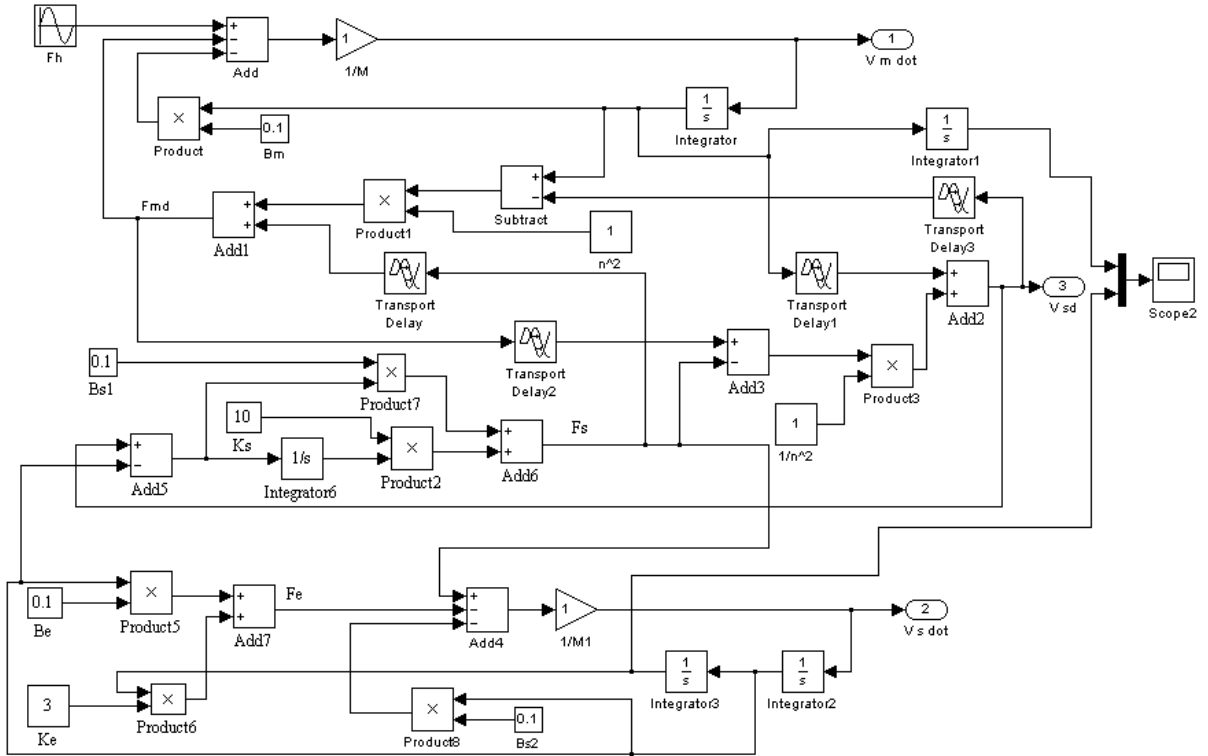 Fh
+
−
−
Add
1
1/M
1
V m dot
×
Product
0.1
Bm
1
s
Integrator
1
s
Integrator1
Fmd
+
+
Add1
×
Product1
+
−
Subtract
1
n^2
Transport
Delay3
Transport
Delay
Transport
Delay1
+
+
Add2
3
V sd
Scope2
0.1
Bs1
×
Product7
Transport
Delay2
+
−
Add3
×
Product3
1
1/n^2
10
Ks
+
−
Add5
1/s
Integrator6
×
Product2
+
+
Add6
Fs
0.1
Be
×
Product5
+
+
Add7
Fe
+
−
−
Add4
1
1/M1
2
V s dot
3
Ke
×
Product6
×
Product8
0.1
Bs2
1
s
Integrator3
1
s
Integrator2